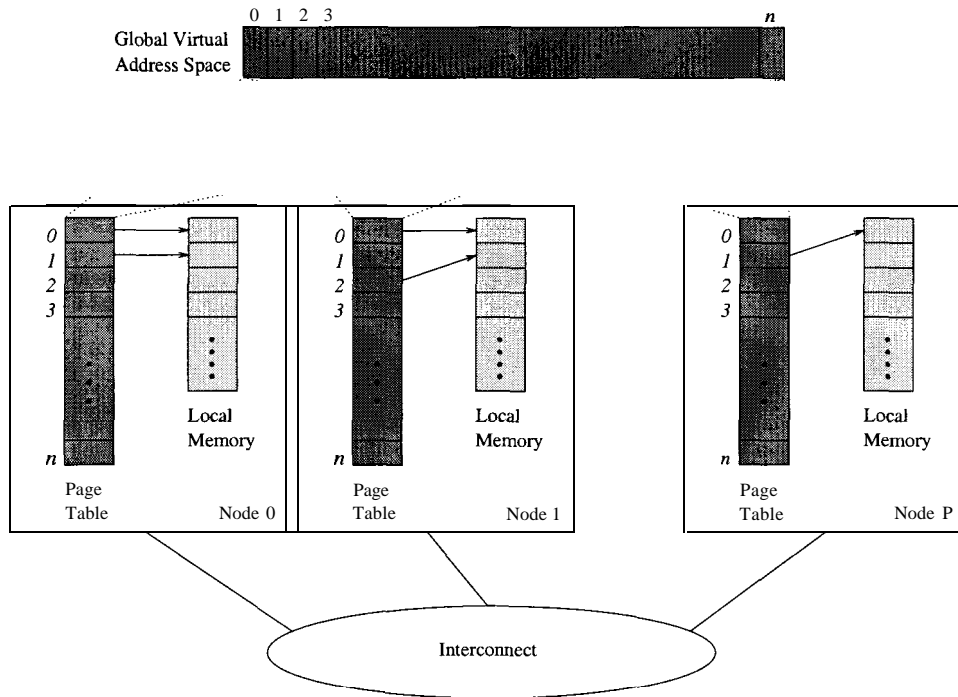 0 1 2 3 n
Global Virtual
Address Space
0
1
2
3
n
Local
Memory
Page
Table
Node 0
0
1
2
3
n
Local
Memory
Page
Table
Node 1
0
1
2
3
n
Local
Memory
Page
Table
Node P
Interconnect